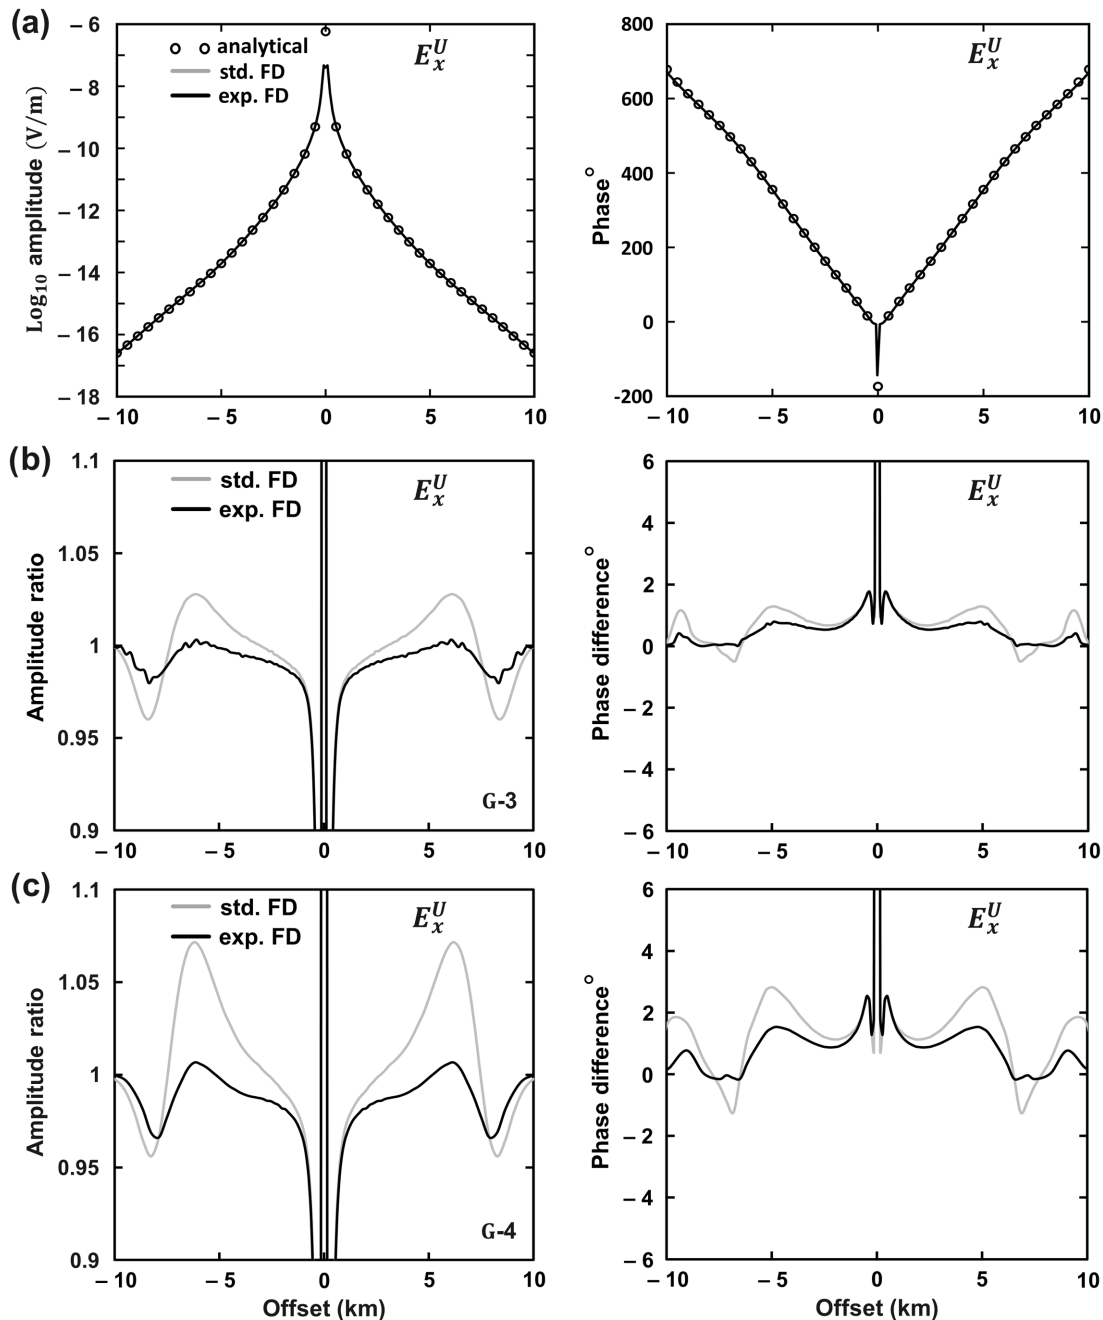 (a)
– 6
– 8
– 10
– 12
– 14
– 16
– 18
Log10 amplitude (V/m)
analytical
std. FD
exp. FD
E_x^U
– 10
– 5
0
5
10
800
600
400
200
0
-200
Phase°
E_x^U
– 10
– 5
0
5
10
(b)
1.1
1.05
1
0.95
0.9
Amplitude ratio
std. FD
exp. FD
E_x^U
G-3
– 10
– 5
0
5
10
6
4
2
0
– 2
– 4
– 6
Phase difference°
E_x^U
– 10
– 5
0
5
10
(c)
1.1
1.05
1
0.95
0.9
Amplitude ratio
std. FD
exp. FD
E_x^U
G-4
– 10
– 5
0
5
10
Offset (km)
6
4
2
0
– 2
– 4
– 6
Phase difference°
E_x^U
– 10
– 5
0
5
10
Offset (km)